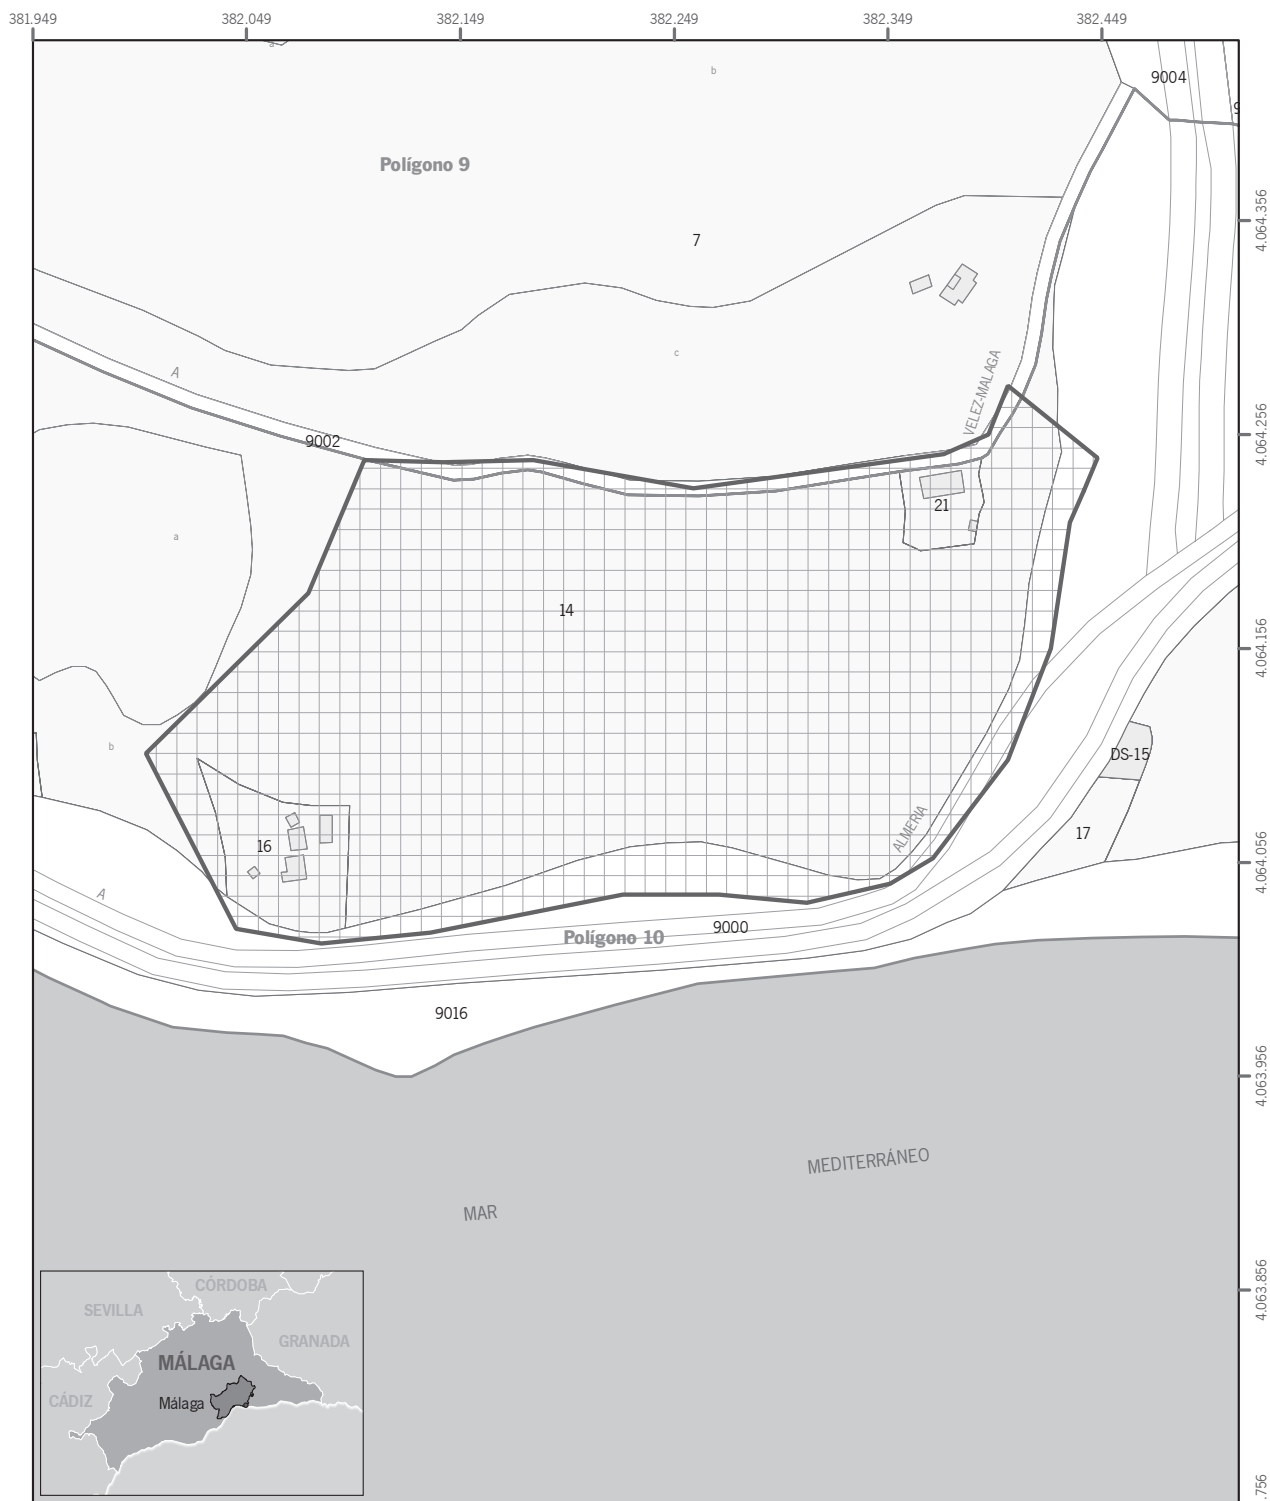 381.949 382.049 382.149 382.249 382.349 382.449
a
b
9004
9
Polígono 9
4.064.356
7
c
A
VELEZ-MALAGA
9002
4.064.256
21
a
14
4.064.156
b
DS-15
16
ALMERIA
17
4.064.056
A
9000
Polígono 10
9016
4.063.956
MEDITERRÁNEO
MAR
4.063.856
CÓRDOBA
SEVILLA
GRANADA
MÁLAGA
CÁDIZ
Málaga
.756